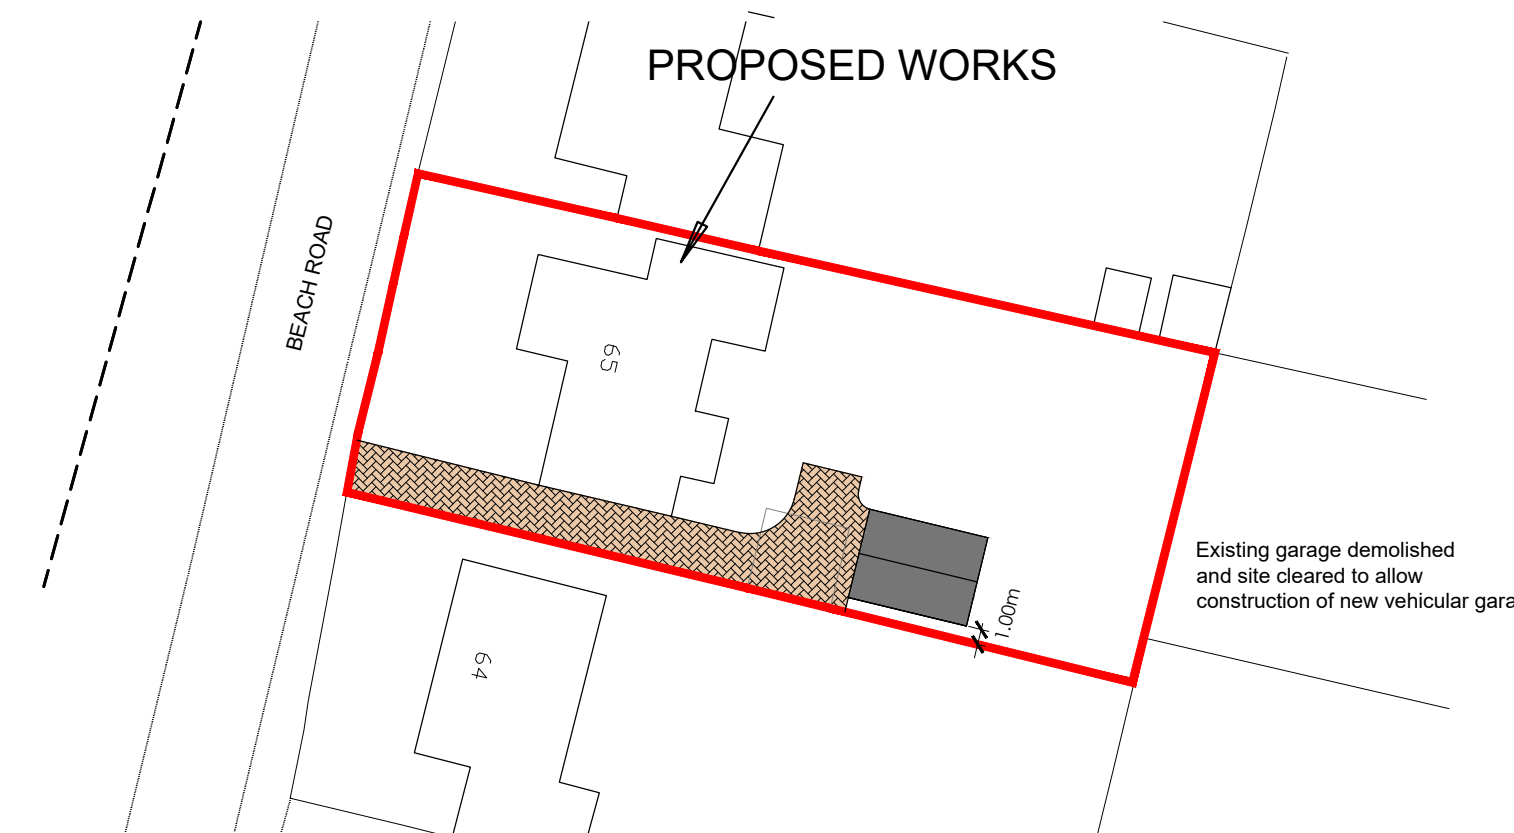 PROPOSED WORKS
BEACH ROAD
65
Existing garage demolished
and site cleared to allow
construction of new vehicular gara
1.00m
64